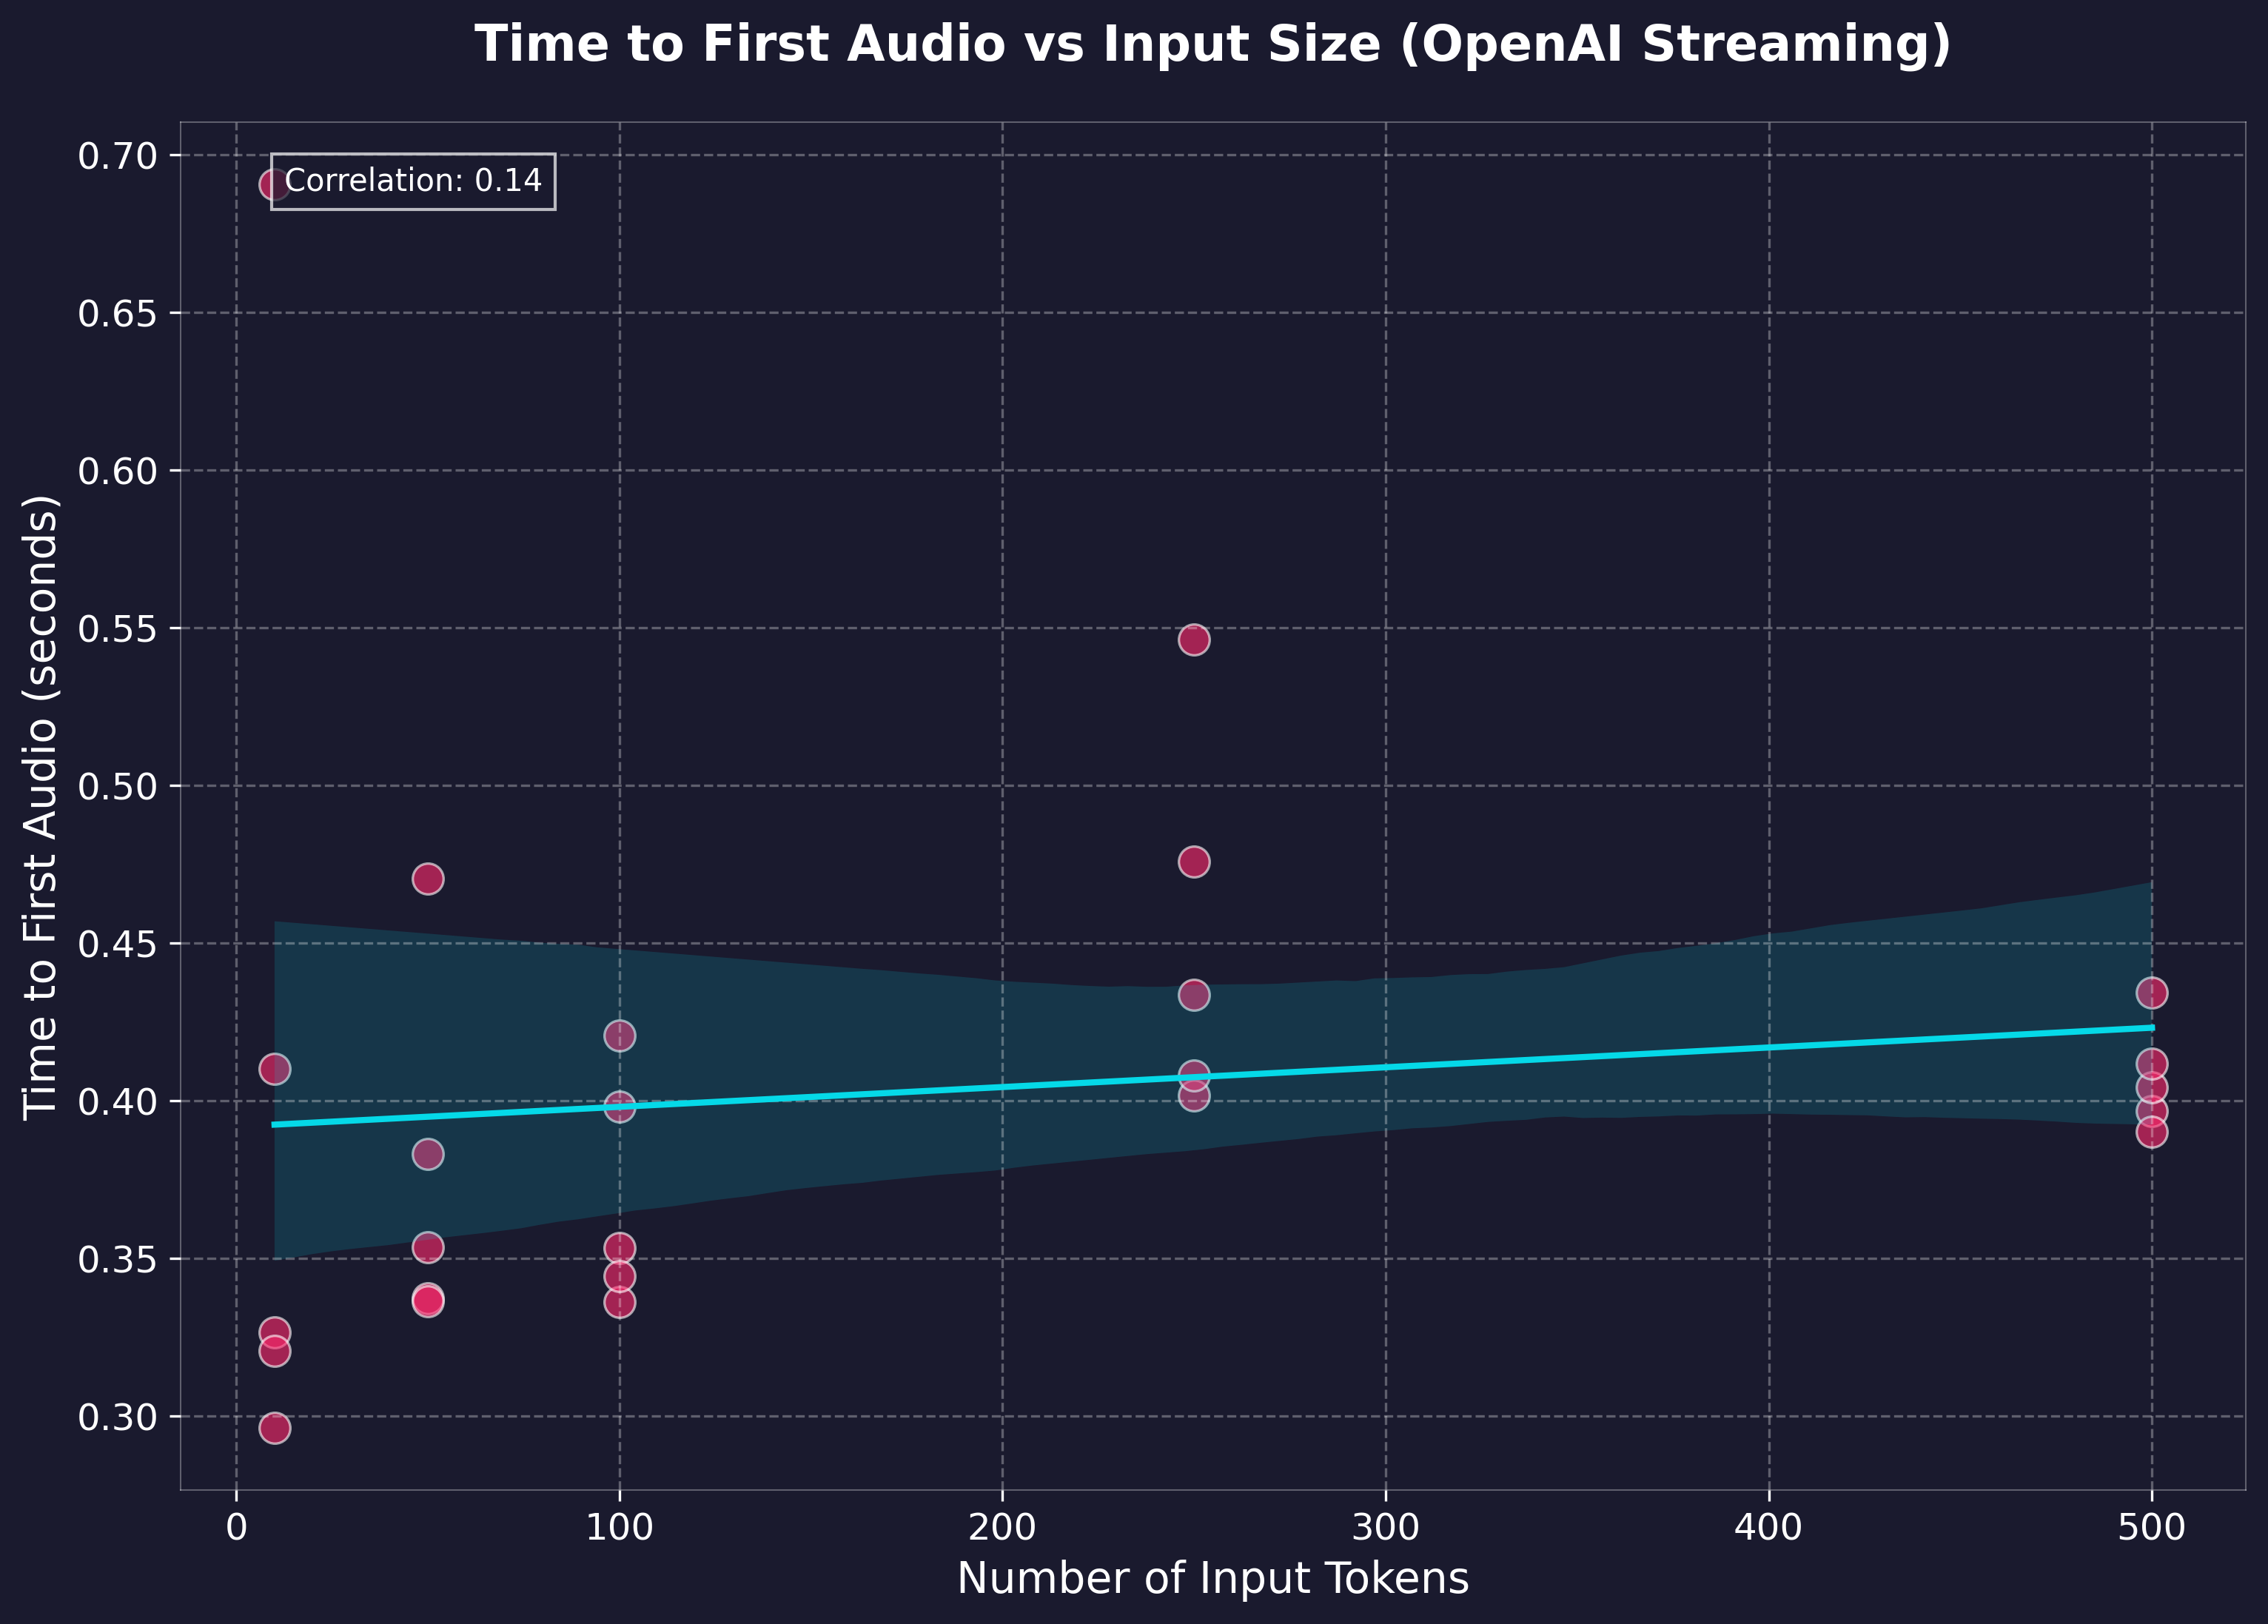 Time to First Audio vs Input Size (OpenAI Streaming)
Correlation: 0.14
Time to First Audio (seconds)
0.70
0.65
0.60
0.55
0.50
0.45
0.40
0.35
0.30
0 100 200 300 400 500
Number of Input Tokens